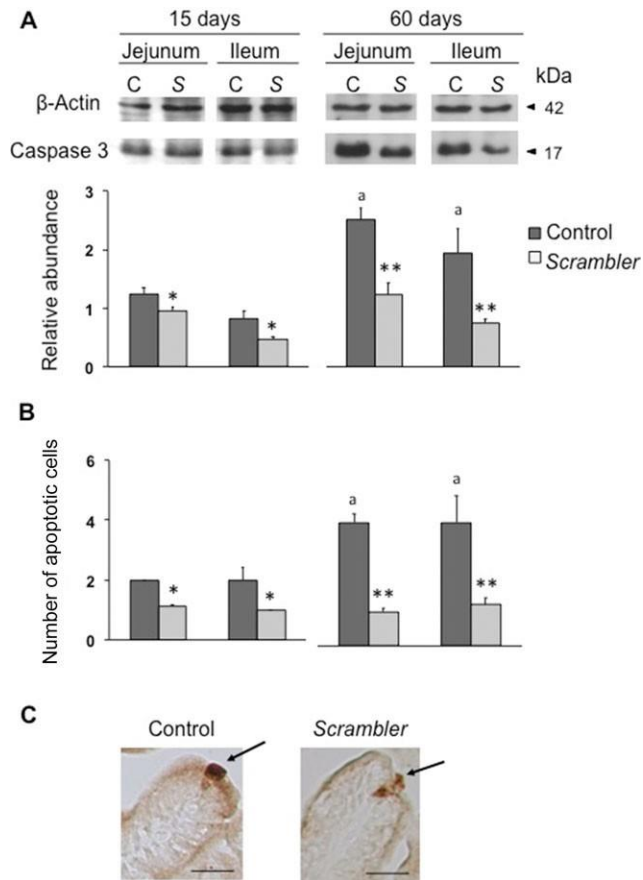 A
15 days 60 days
Jejunum Ileum Jejunum Ileum
C S C S C S C S kDa
β-Actin 42
Caspase 3 17
3
2
1
0
Relative abundance
* * a ** a **
Control
Scrambler
B
6
4
2
0
Number of apoptotic cells
* * a ** a **
C
Control Scrambler